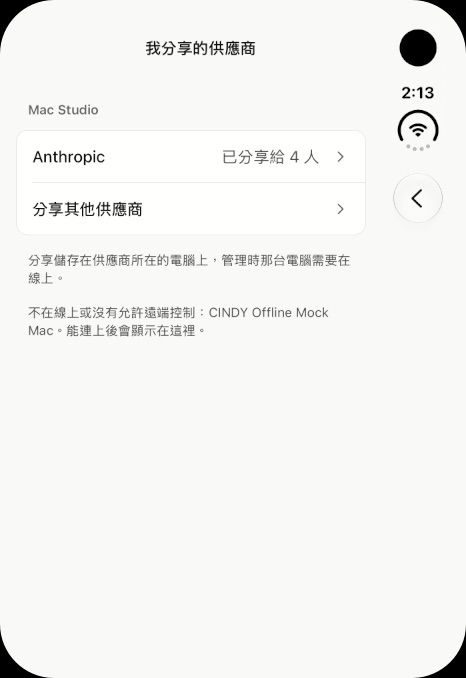 我分享的供應商
2:13
Mac Studio
Anthropic 已分享給 4 人
分享其他供應商
分享儲存在供應商所在的電腦上，管理時那台電腦需要在
線上。
不在線上或沒有允許遠端控制：CINDY Offline Mock
Mac。能連上後會顯示在這裡。